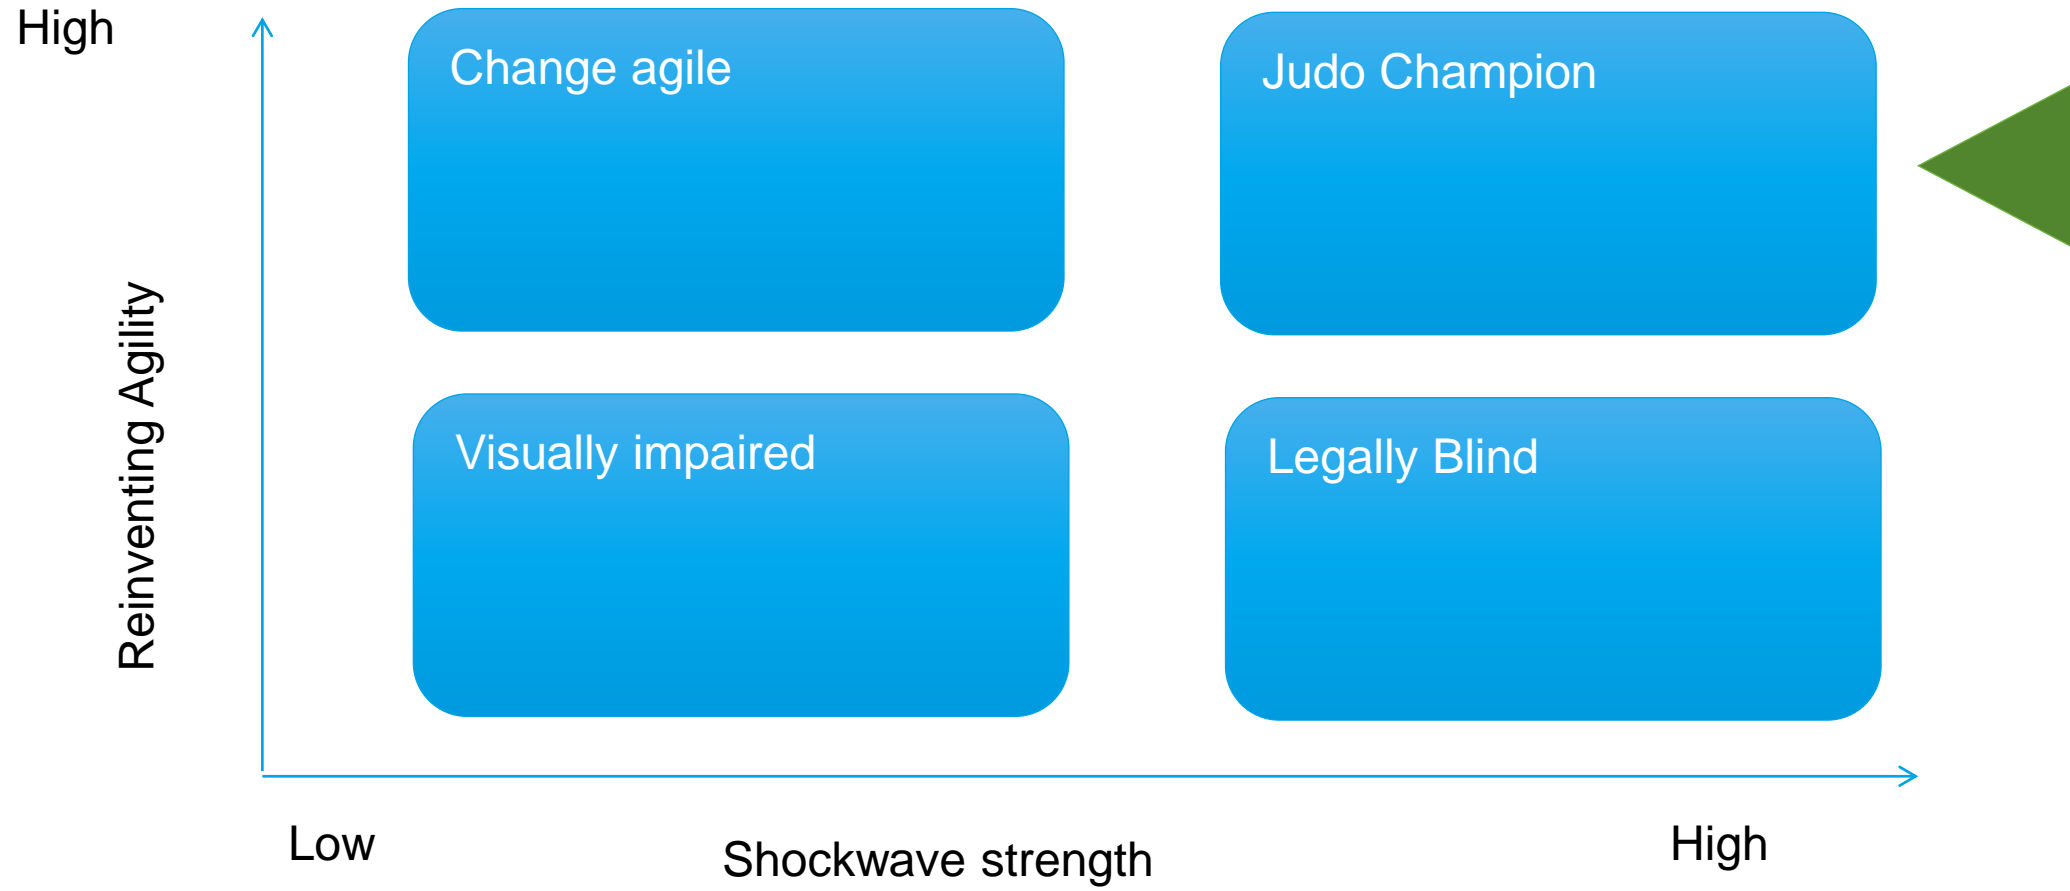 High
Change agile
Judo Champion
Reinventing Agility
Visually impaired
Legally Blind
Low
Shockwave strength
High